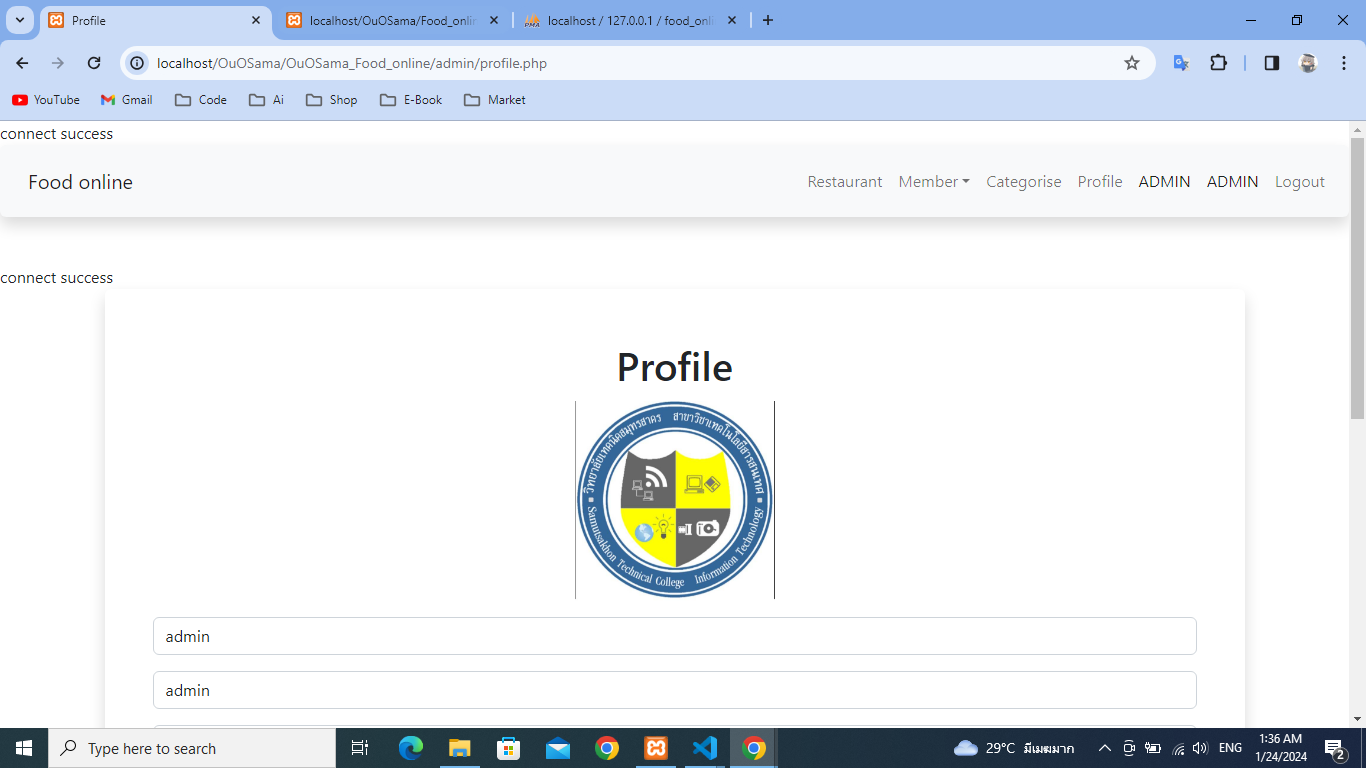 Profile
localhost/OuOSama/Food_onlin
localhost / 127.0.0.1 / food_onli
localhost/OuOSama/OuOSama_Food_online/admin/profile.php
YouTube
Gmail
Code
Ai
Shop
E-Book
Market
connect success
Food online
Restaurant
Member
Categorise
Profile
ADMIN
ADMIN
Logout
connect success
Profile
วิทยาลัยเทคนิคสมุทรสาคร สาขาวิชาเทคโนโลยีสารสนเทศ
Samutsakhon Technical College Information Technology
admin
admin
Type here to search
29°C มีเมฆมาก
ENG
1:36 AM
1/24/2024
2